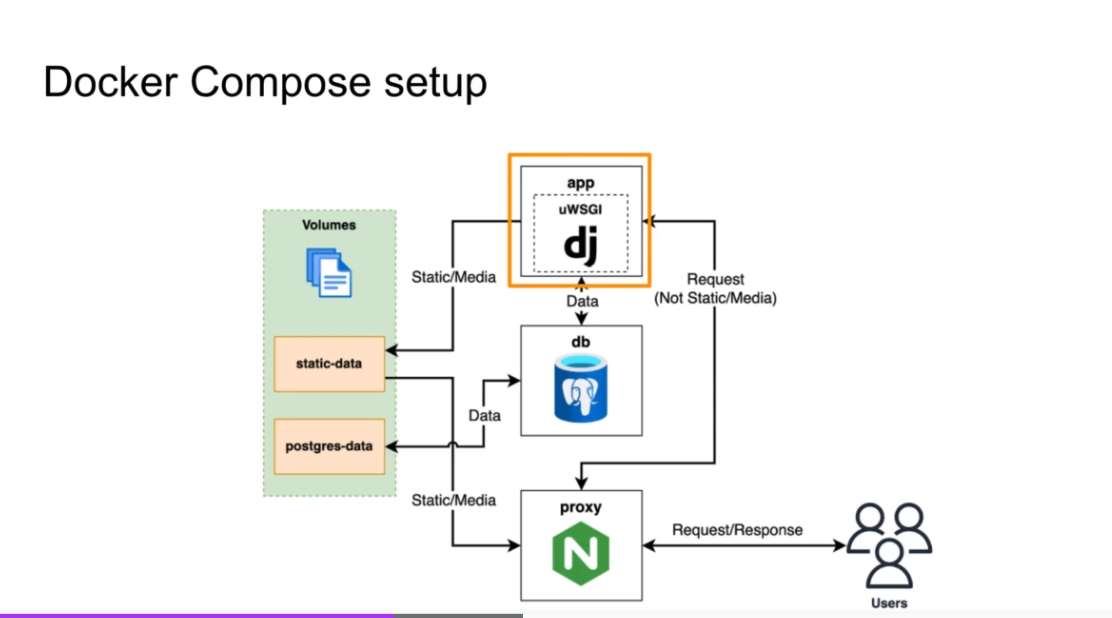 Docker Compose setup
app
uWSGI
dj
Volumes
Static/Media
Request
(Not Static/Media)
Data
db
static-data
Data
postgres-data
Static/Media
proxy
N
Request/Response
Users